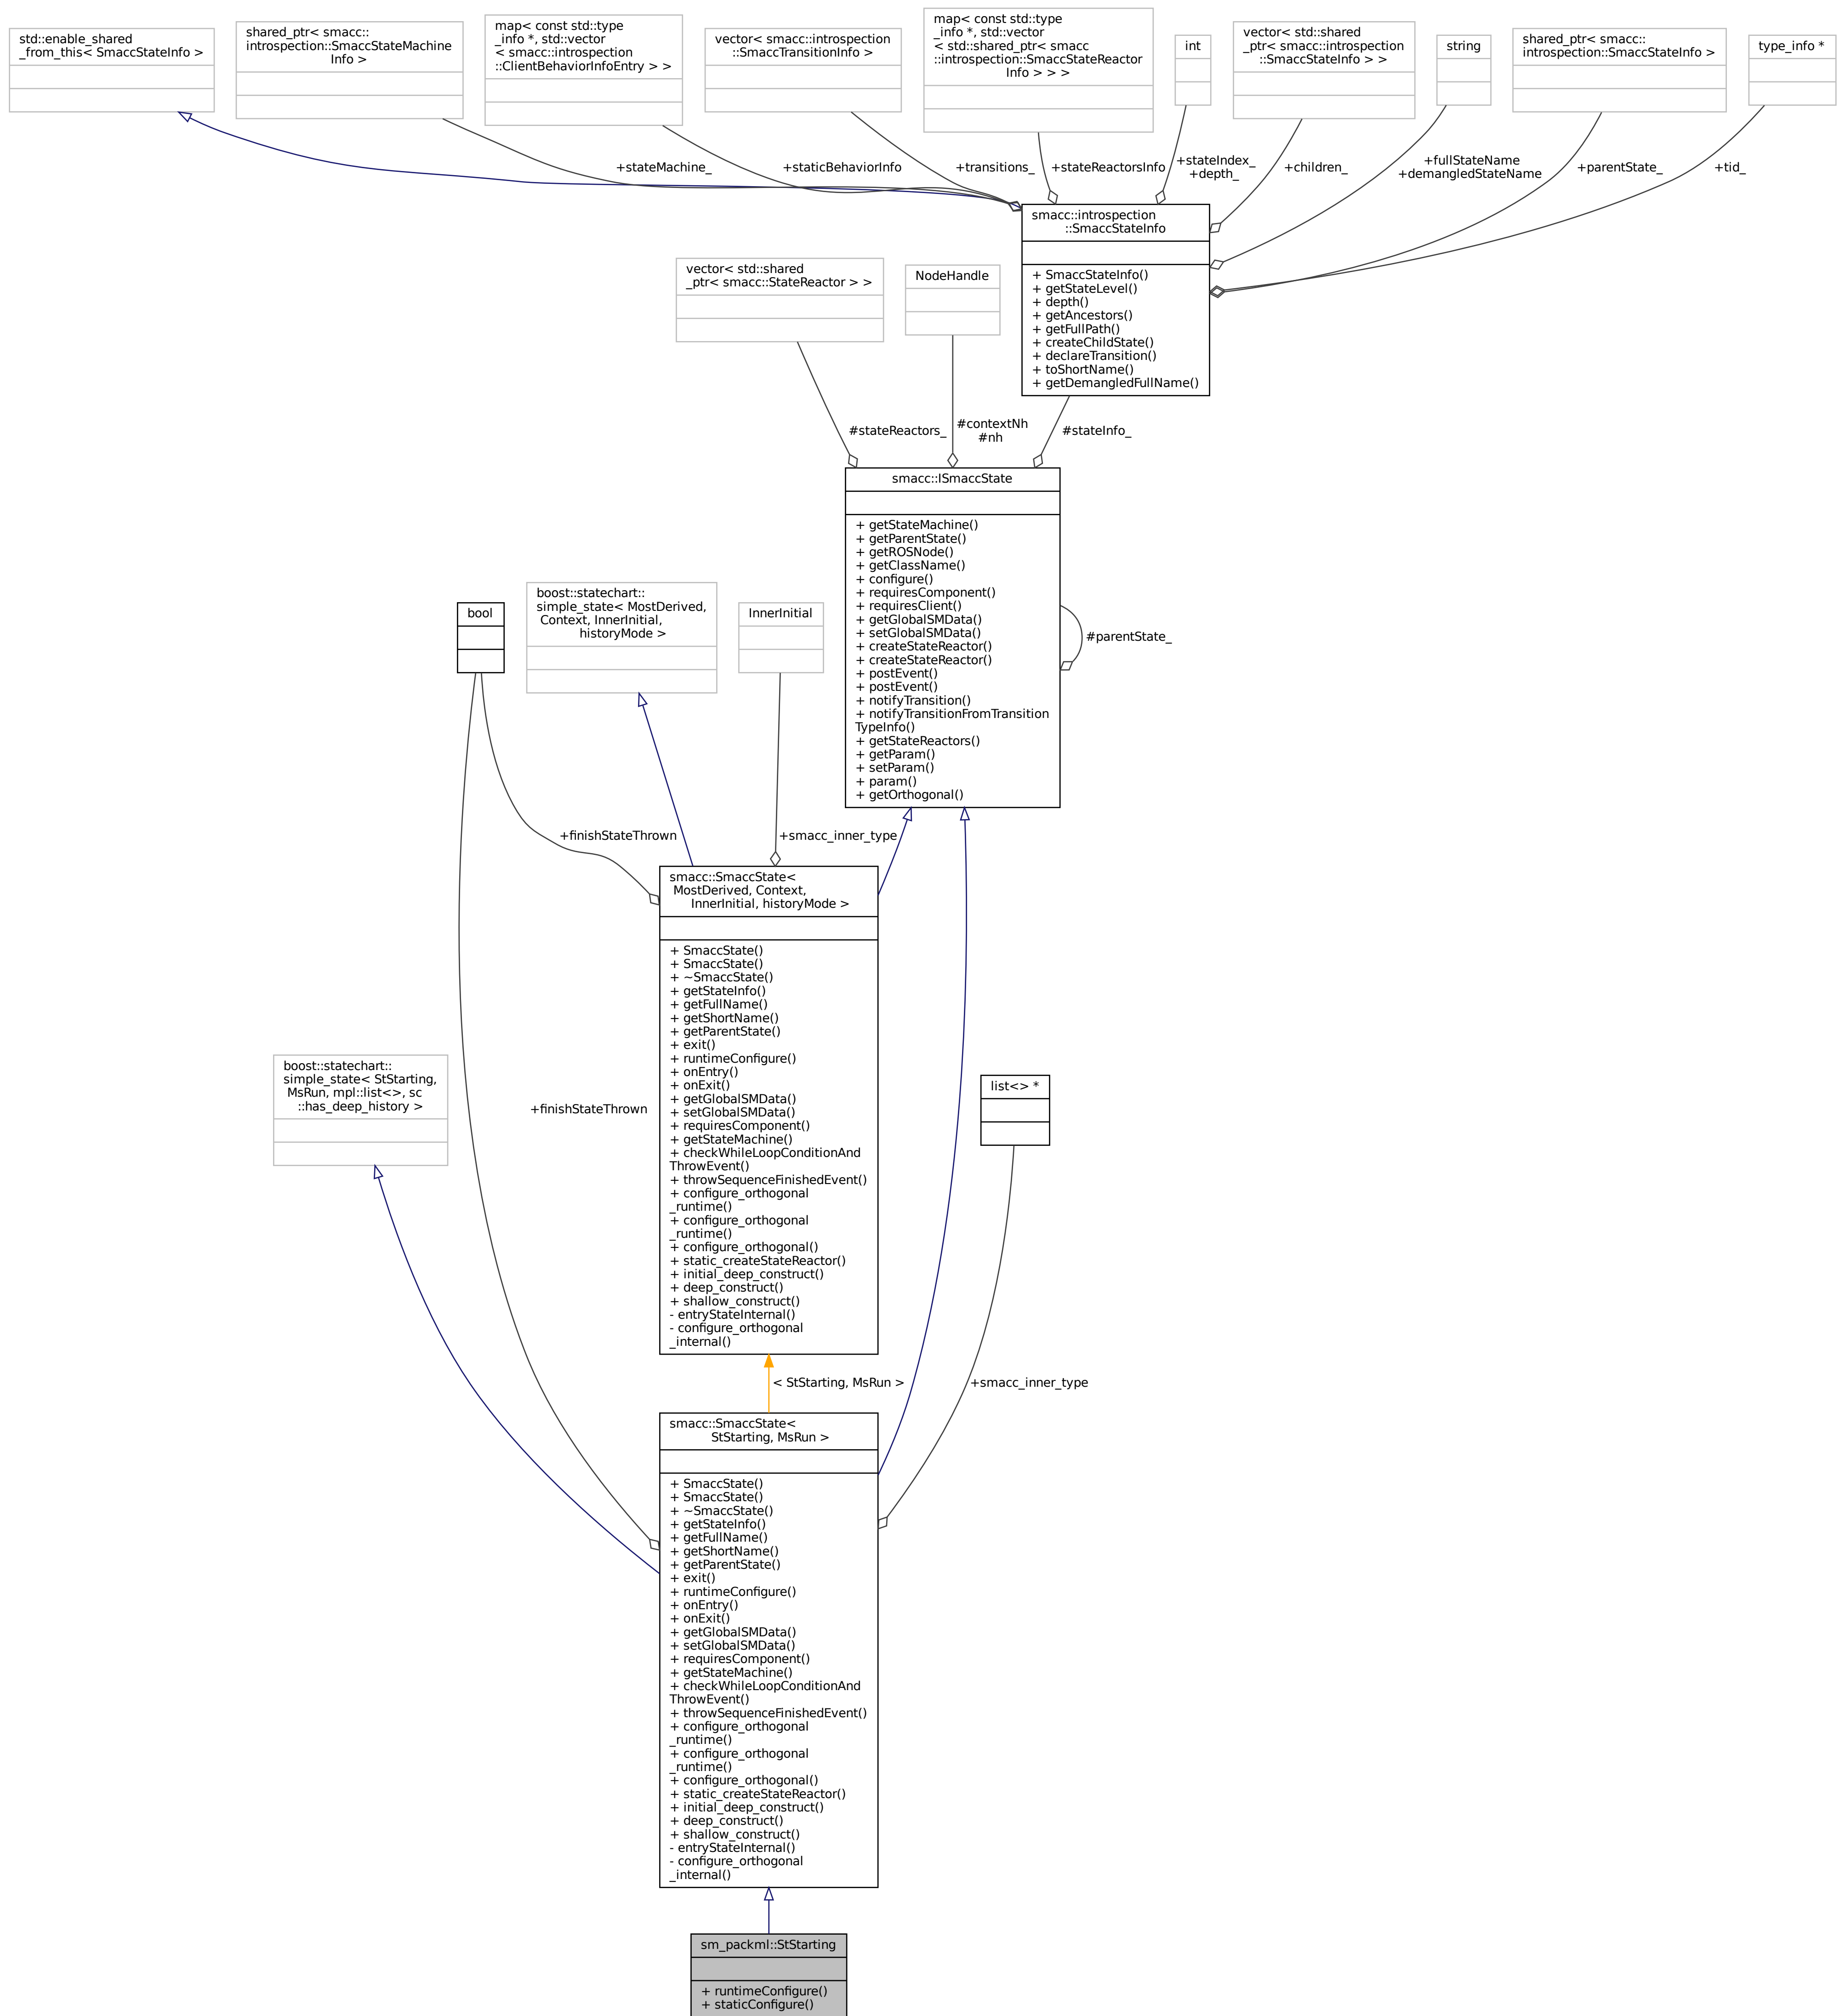 std::enable_shared
_from_this< SmaccStateInfo >
shared_ptr< smacc::
introspection::SmaccStateMachine
Info >
map< const std::type
_info *, std::vector
< smacc::introspection
::ClientBehaviorInfoEntry > >
vector< smacc::introspection
::SmaccTransitionInfo >
map< const std::type
_info *, std::vector
< std::shared_ptr< smacc
::introspection::SmaccStateReactor
Info > > >
int
vector< std::shared
_ptr< smacc::introspection
::SmaccStateInfo > >
string
shared_ptr< smacc::
introspection::SmaccStateInfo >
type_info *
+stateMachine_
+staticBehaviorInfo
+transitions_
+stateReactorsInfo
+stateIndex_
+depth_
+children_
+fullStateName
+demangledStateName
+parentState_
+tid_
smacc::introspection
::SmaccStateInfo
+ SmaccStateInfo()
+ getStateLevel()
+ depth()
+ getAncestors()
+ getFullPath()
+ createChildState()
+ declareTransition()
+ toShortName()
+ getDemangledFullName()
vector< std::shared
_ptr< smacc::StateReactor > >
NodeHandle
#stateReactors_
#contextNh
#nh
#stateInfo_
smacc::ISmaccState
+ getStateMachine()
+ getParentState()
+ getROSNode()
+ getClassName()
+ configure()
+ requiresComponent()
+ requiresClient()
+ getGlobalSMData()
+ setGlobalSMData()
+ createStateReactor()
+ createStateReactor()
+ postEvent()
+ postEvent()
+ notifyTransition()
+ notifyTransitionFromTransition
TypeInfo()
+ getStateReactors()
+ getParam()
+ setParam()
+ param()
+ getOrthogonal()
#parentState_
bool
boost::statechart::
simple_state< MostDerived,
Context, InnerInitial,
historyMode >
InnerInitial
+finishStateThrown
+smacc_inner_type
smacc::SmaccState<
MostDerived, Context,
InnerInitial, historyMode >
+ SmaccState()
+ SmaccState()
+ ~SmaccState()
+ getStateInfo()
+ getFullName()
+ getShortName()
+ getParentState()
+ exit()
+ runtimeConfigure()
+ onEntry()
+ onExit()
+ getGlobalSMData()
+ setGlobalSMData()
+ requiresComponent()
+ getStateMachine()
+ checkWhileLoopConditionAnd
ThrowEvent()
+ throwSequenceFinishedEvent()
+ configure_orthogonal
_runtime()
+ configure_orthogonal
_runtime()
+ configure_orthogonal()
+ static_createStateReactor()
+ initial_deep_construct()
+ deep_construct()
+ shallow_construct()
- entryStateInternal()
- configure_orthogonal
_internal()
boost::statechart::
simple_state< StStarting,
MsRun, mpl::list<>, sc
::has_deep_history >
+finishStateThrown
list<> *
< StStarting, MsRun >
+smacc_inner_type
smacc::SmaccState<
StStarting, MsRun >
+ SmaccState()
+ SmaccState()
+ ~SmaccState()
+ getStateInfo()
+ getFullName()
+ getShortName()
+ getParentState()
+ exit()
+ runtimeConfigure()
+ onEntry()
+ onExit()
+ getGlobalSMData()
+ setGlobalSMData()
+ requiresComponent()
+ getStateMachine()
+ checkWhileLoopConditionAnd
ThrowEvent()
+ throwSequenceFinishedEvent()
+ configure_orthogonal
_runtime()
+ configure_orthogonal
_runtime()
+ configure_orthogonal()
+ static_createStateReactor()
+ initial_deep_construct()
+ deep_construct()
+ shallow_construct()
- entryStateInternal()
- configure_orthogonal
_internal()
sm_packml::StStarting
+ runtimeConfigure()
+ staticConfigure()